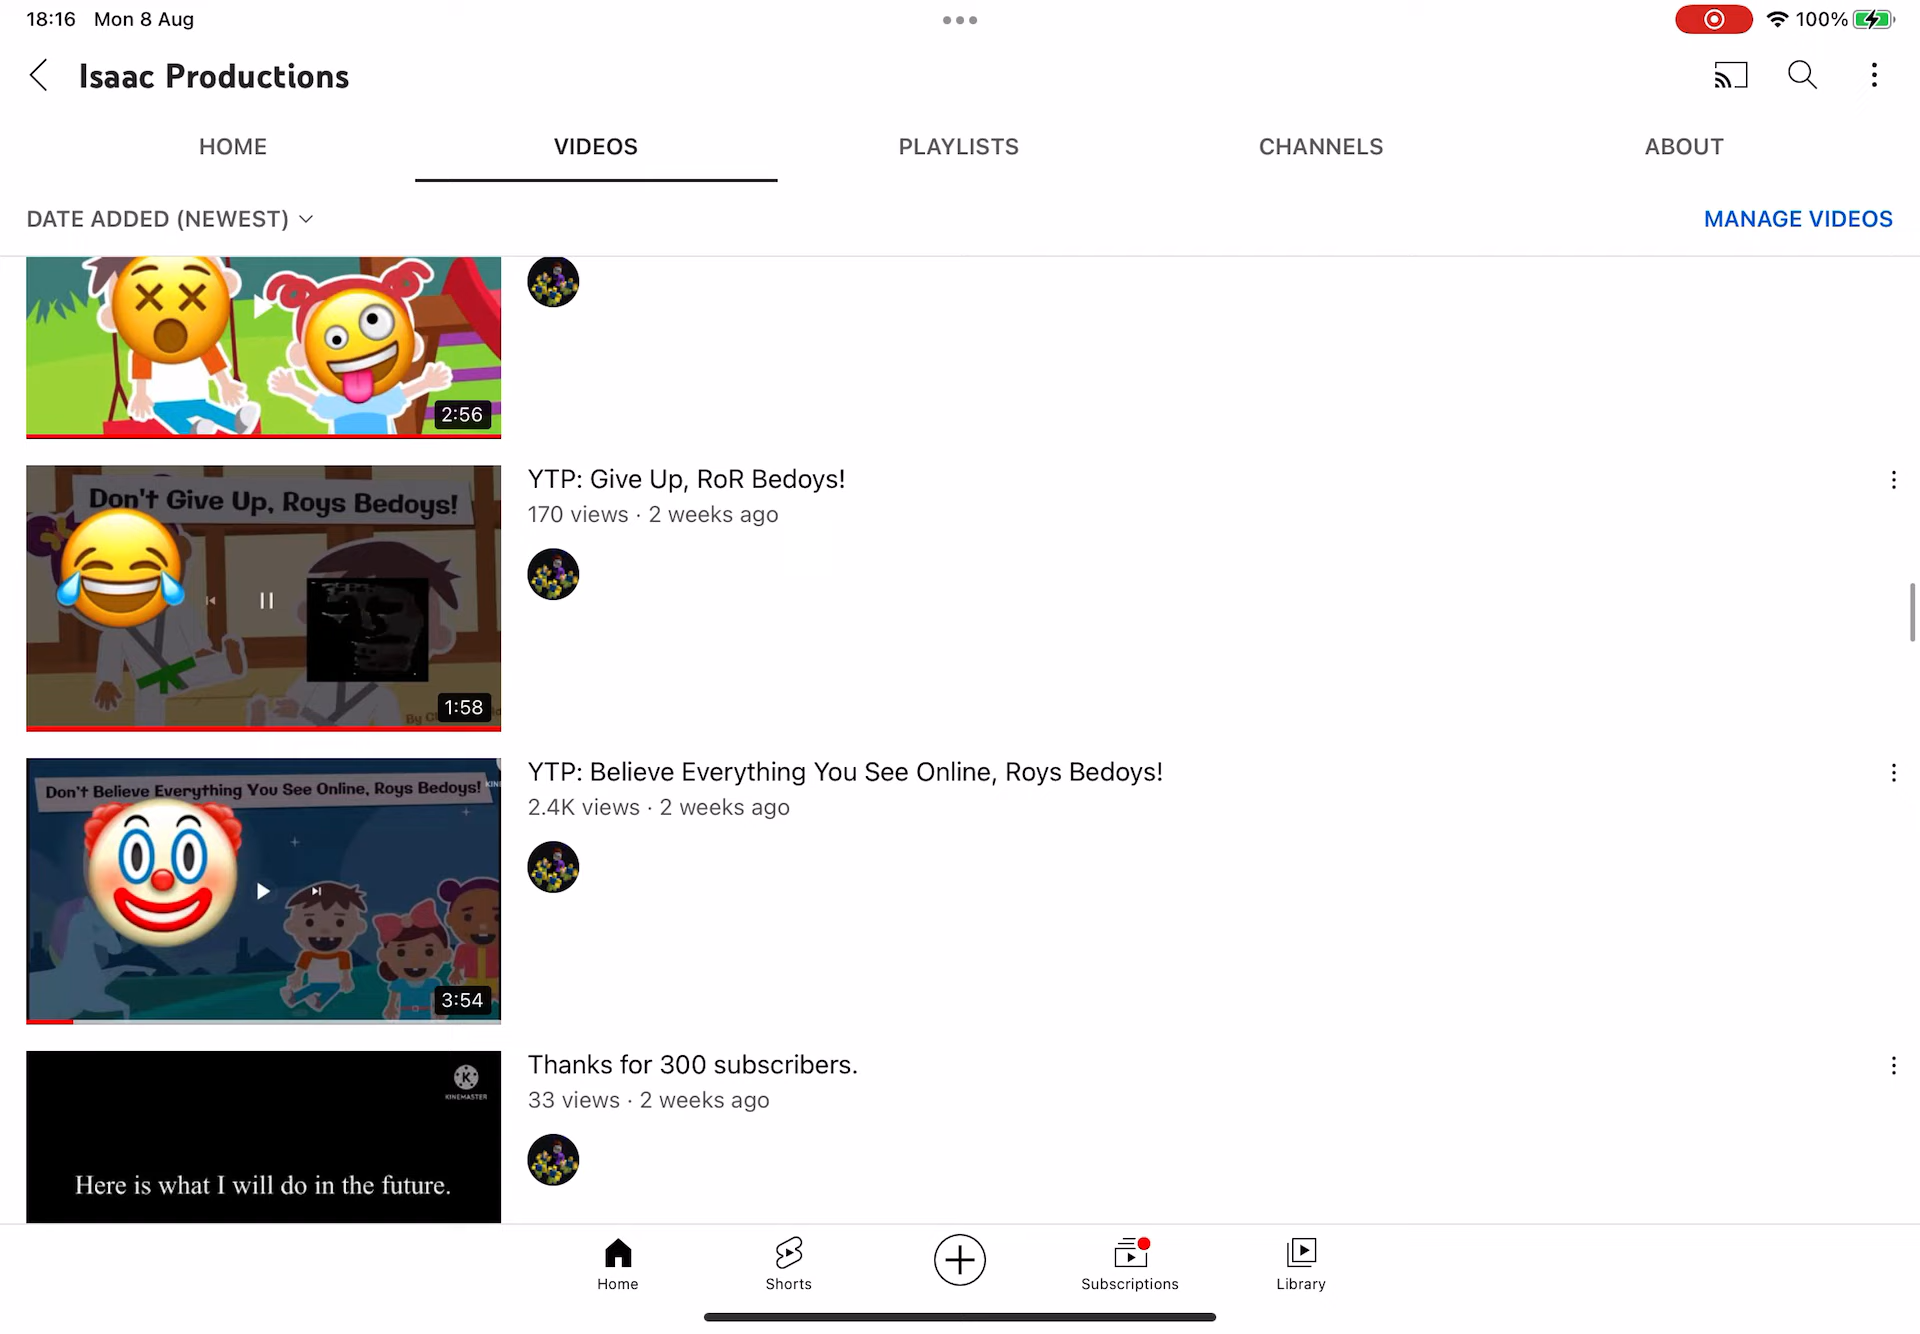 18:16 Mon 8 Aug
100%
Isaac Productions
HOME VIDEOS PLAYLISTS CHANNELS ABOUT
DATE ADDED (NEWEST)
MANAGE VIDEOS
2:56
Don't Give Up, Roys Bedoys!
1:58
YTP: Give Up, RoR Bedoys!
170 views · 2 weeks ago
Don't Believe Everything You See Online, Roys Bedoys!
3:54
YTP: Believe Everything You See Online, Roys Bedoys!
2.4K views · 2 weeks ago
K
KINEMASTER
Here is what I will do in the future.
Thanks for 300 subscribers.
33 views · 2 weeks ago
Home Shorts Subscriptions Library